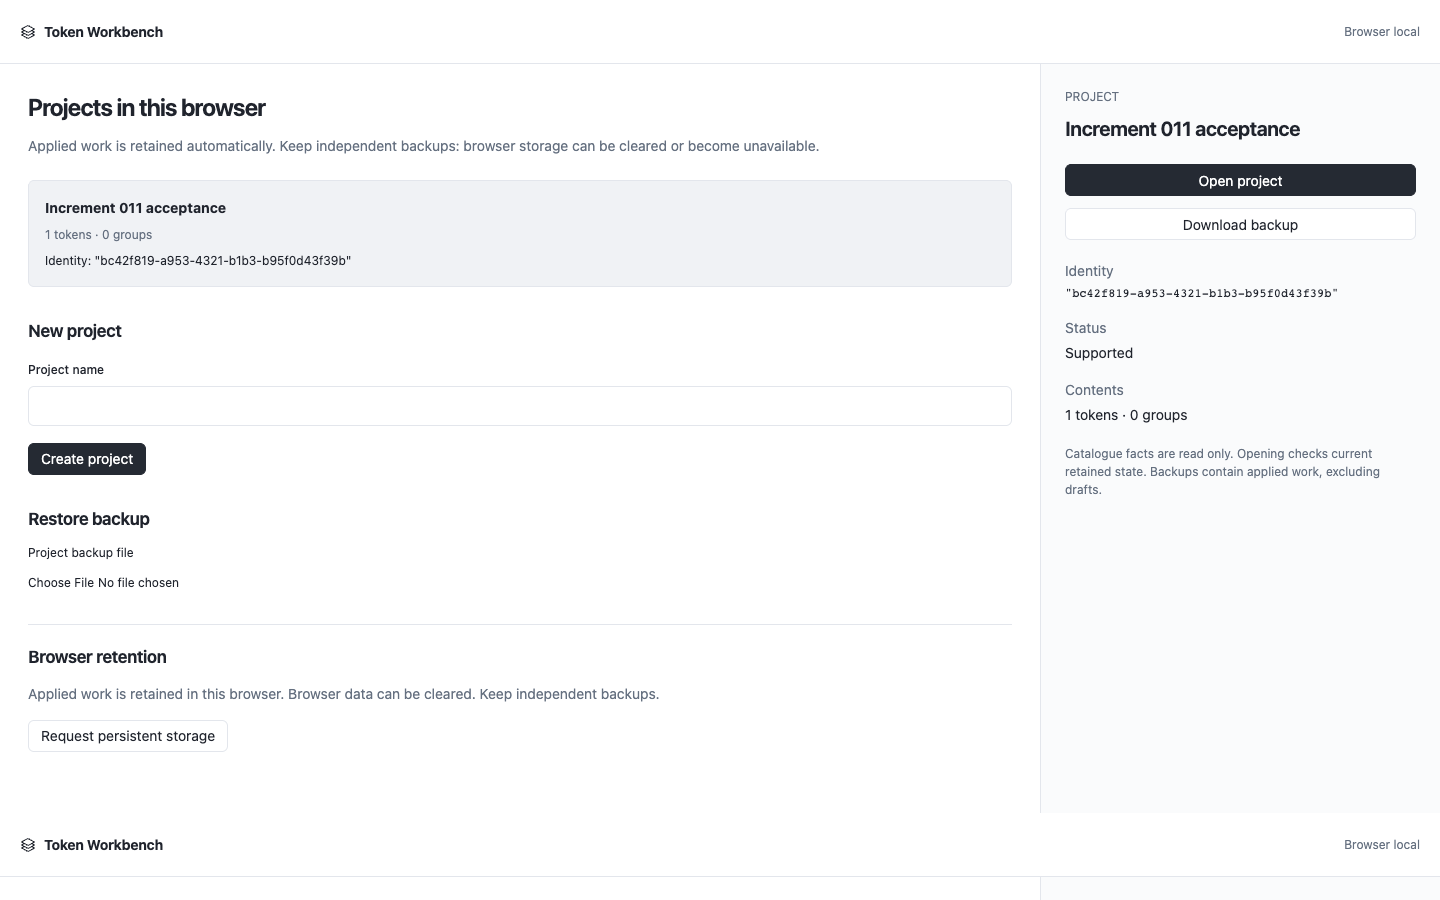 Token Workbench
Browser local
Projects in this browser
Applied work is retained automatically. Keep independent backups: browser storage can be cleared or become unavailable.
Increment 011 acceptance
1 tokens · 0 groups
Identity: "bc42f819-a953-4321-b1b3-b95f0d43f39b"
New project
Project name
Create project
Restore backup
Project backup file
Choose File No file chosen
Browser retention
Applied work is retained in this browser. Browser data can be cleared. Keep independent backups.
Request persistent storage
PROJECT
Increment 011 acceptance
Open project
Download backup
Identity
"bc42f819-a953-4321-b1b3-b95f0d43f39b"
Status
Supported
Contents
1 tokens · 0 groups
Catalogue facts are read only. Opening checks current
retained state. Backups contain applied work, excluding
drafts.
Token Workbench
Browser local